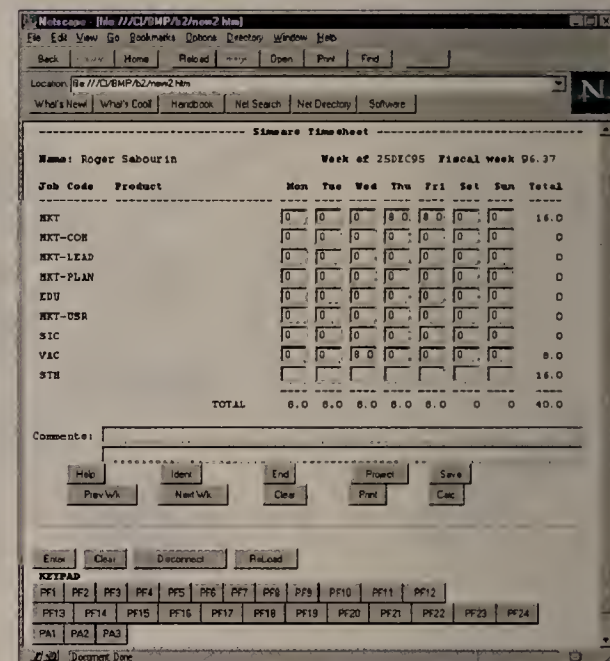 Netscape - [file:///C|/BMP/b2/new2.htm]
File Edit View Go Bookmarks Options Directory Window Help
Back Home Reload Open Print Find
Location: file:///C|/BMP/b2/new2.htm
What's New! What's Cool! Handbook Net Search Net Directory Software
Simware Timesheet
Name: Roger Sabourin Week of 25DEC95 Fiscal week 96.37
Job Code Product Mon Tue Wed Thu Fri Sat Sun Total
MKT 0 0 0 8.0 8.0 0 0 16.0
MKT-COM 0 0 0 0 0 0 0 0
MKT-LEAD 0 0 0 0 0 0 0 0
MKT-PLAN 0 0 0 0 0 0 0 0
EDU 0 0 0 0 0 0 0 0
MKT-USR 0 0 0 0 0 0 0 0
SIC 0 0 0 0 0 0 0 0
VAC 0 0 8.0 0 0 0 0 8.0
STH 16.0
TOTAL 8.0 8.0 8.0 8.0 8.0 0 0 40.0
Comments:
Help Ident End Project Save
Prev Wk Next Wk Clear Print Calc
Enter Clear Disconnect ReLoad
KEYPAD
PF1 PF2 PF3 PF4 PF5 PF6 PF7 PF8 PF9 PF10 PF11 PF12
PF13 PF14 PF15 PF16 PF17 PF18 PF19 PF20 PF21 PF22 PF23 PF24
PA1 PA2 PA3
Document Done